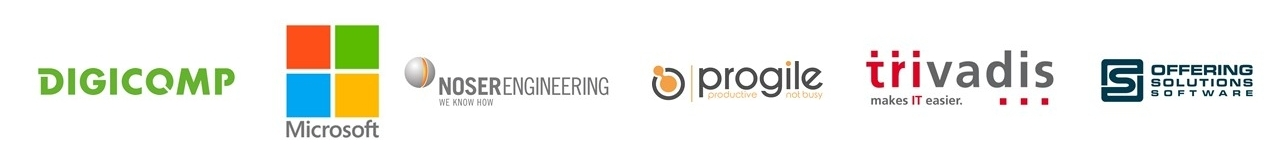 DIGICOMP
Microsoft
NOSERENGINEERING
WE KNOW HOW
progile
productive not busy
trivadis
makes IT easier.
OFFERING
SOLUTIONS
SOFTWARE